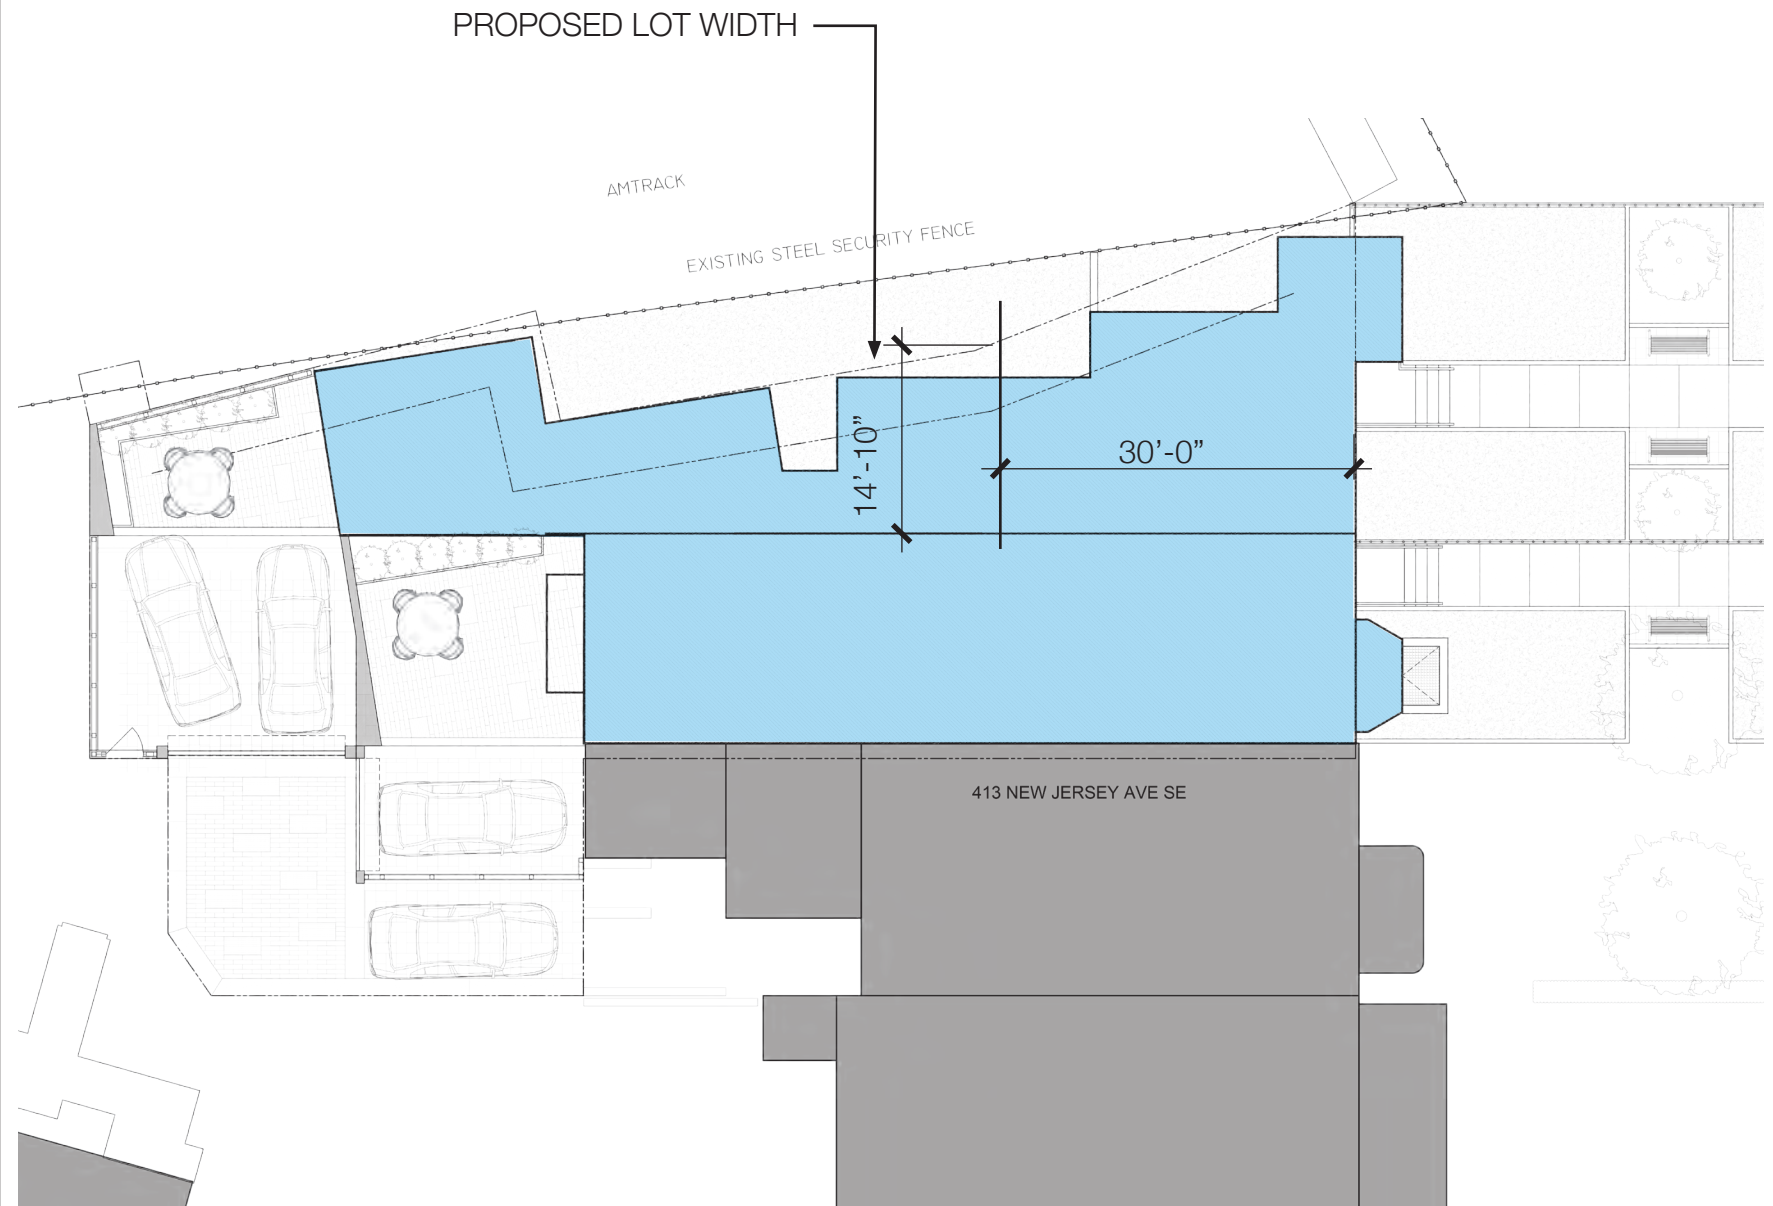 PROPOSED LOT WIDTH
AMTRACK
EXISTING STEEL SECURITY FENCE
14’-10”
30’-0”
413 NEW JERSEY AVE SE